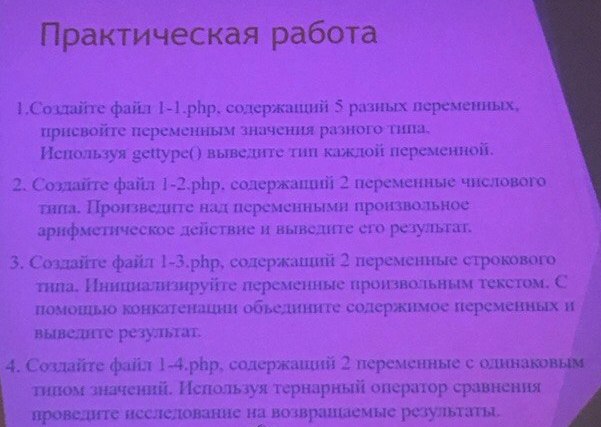 Практическая работа
1.Создайте файл 1-1.php, содержащий 5 разных переменных,
присвойте переменным значения разного типа.
Используя gettype() выведите тип каждой переменной.
2. Создайте файл 1-2.php, содержащий 2 переменные числового
типа. Произведите над переменными произвольное
арифметическое действие и выведите его результат.
3. Создайте файл 1-3.php, содержащий 2 переменные строкового
типа. Инициализируйте переменные произвольным текстом. С
помощью конкатенации объедините содержимое переменных и
выведите результат.
4. Создайте файл 1-4.php, содержащий 2 переменные с одинаковым
типом значений. Используя тернарный оператор сравнения
проведите исследование на возвращаемые результаты.